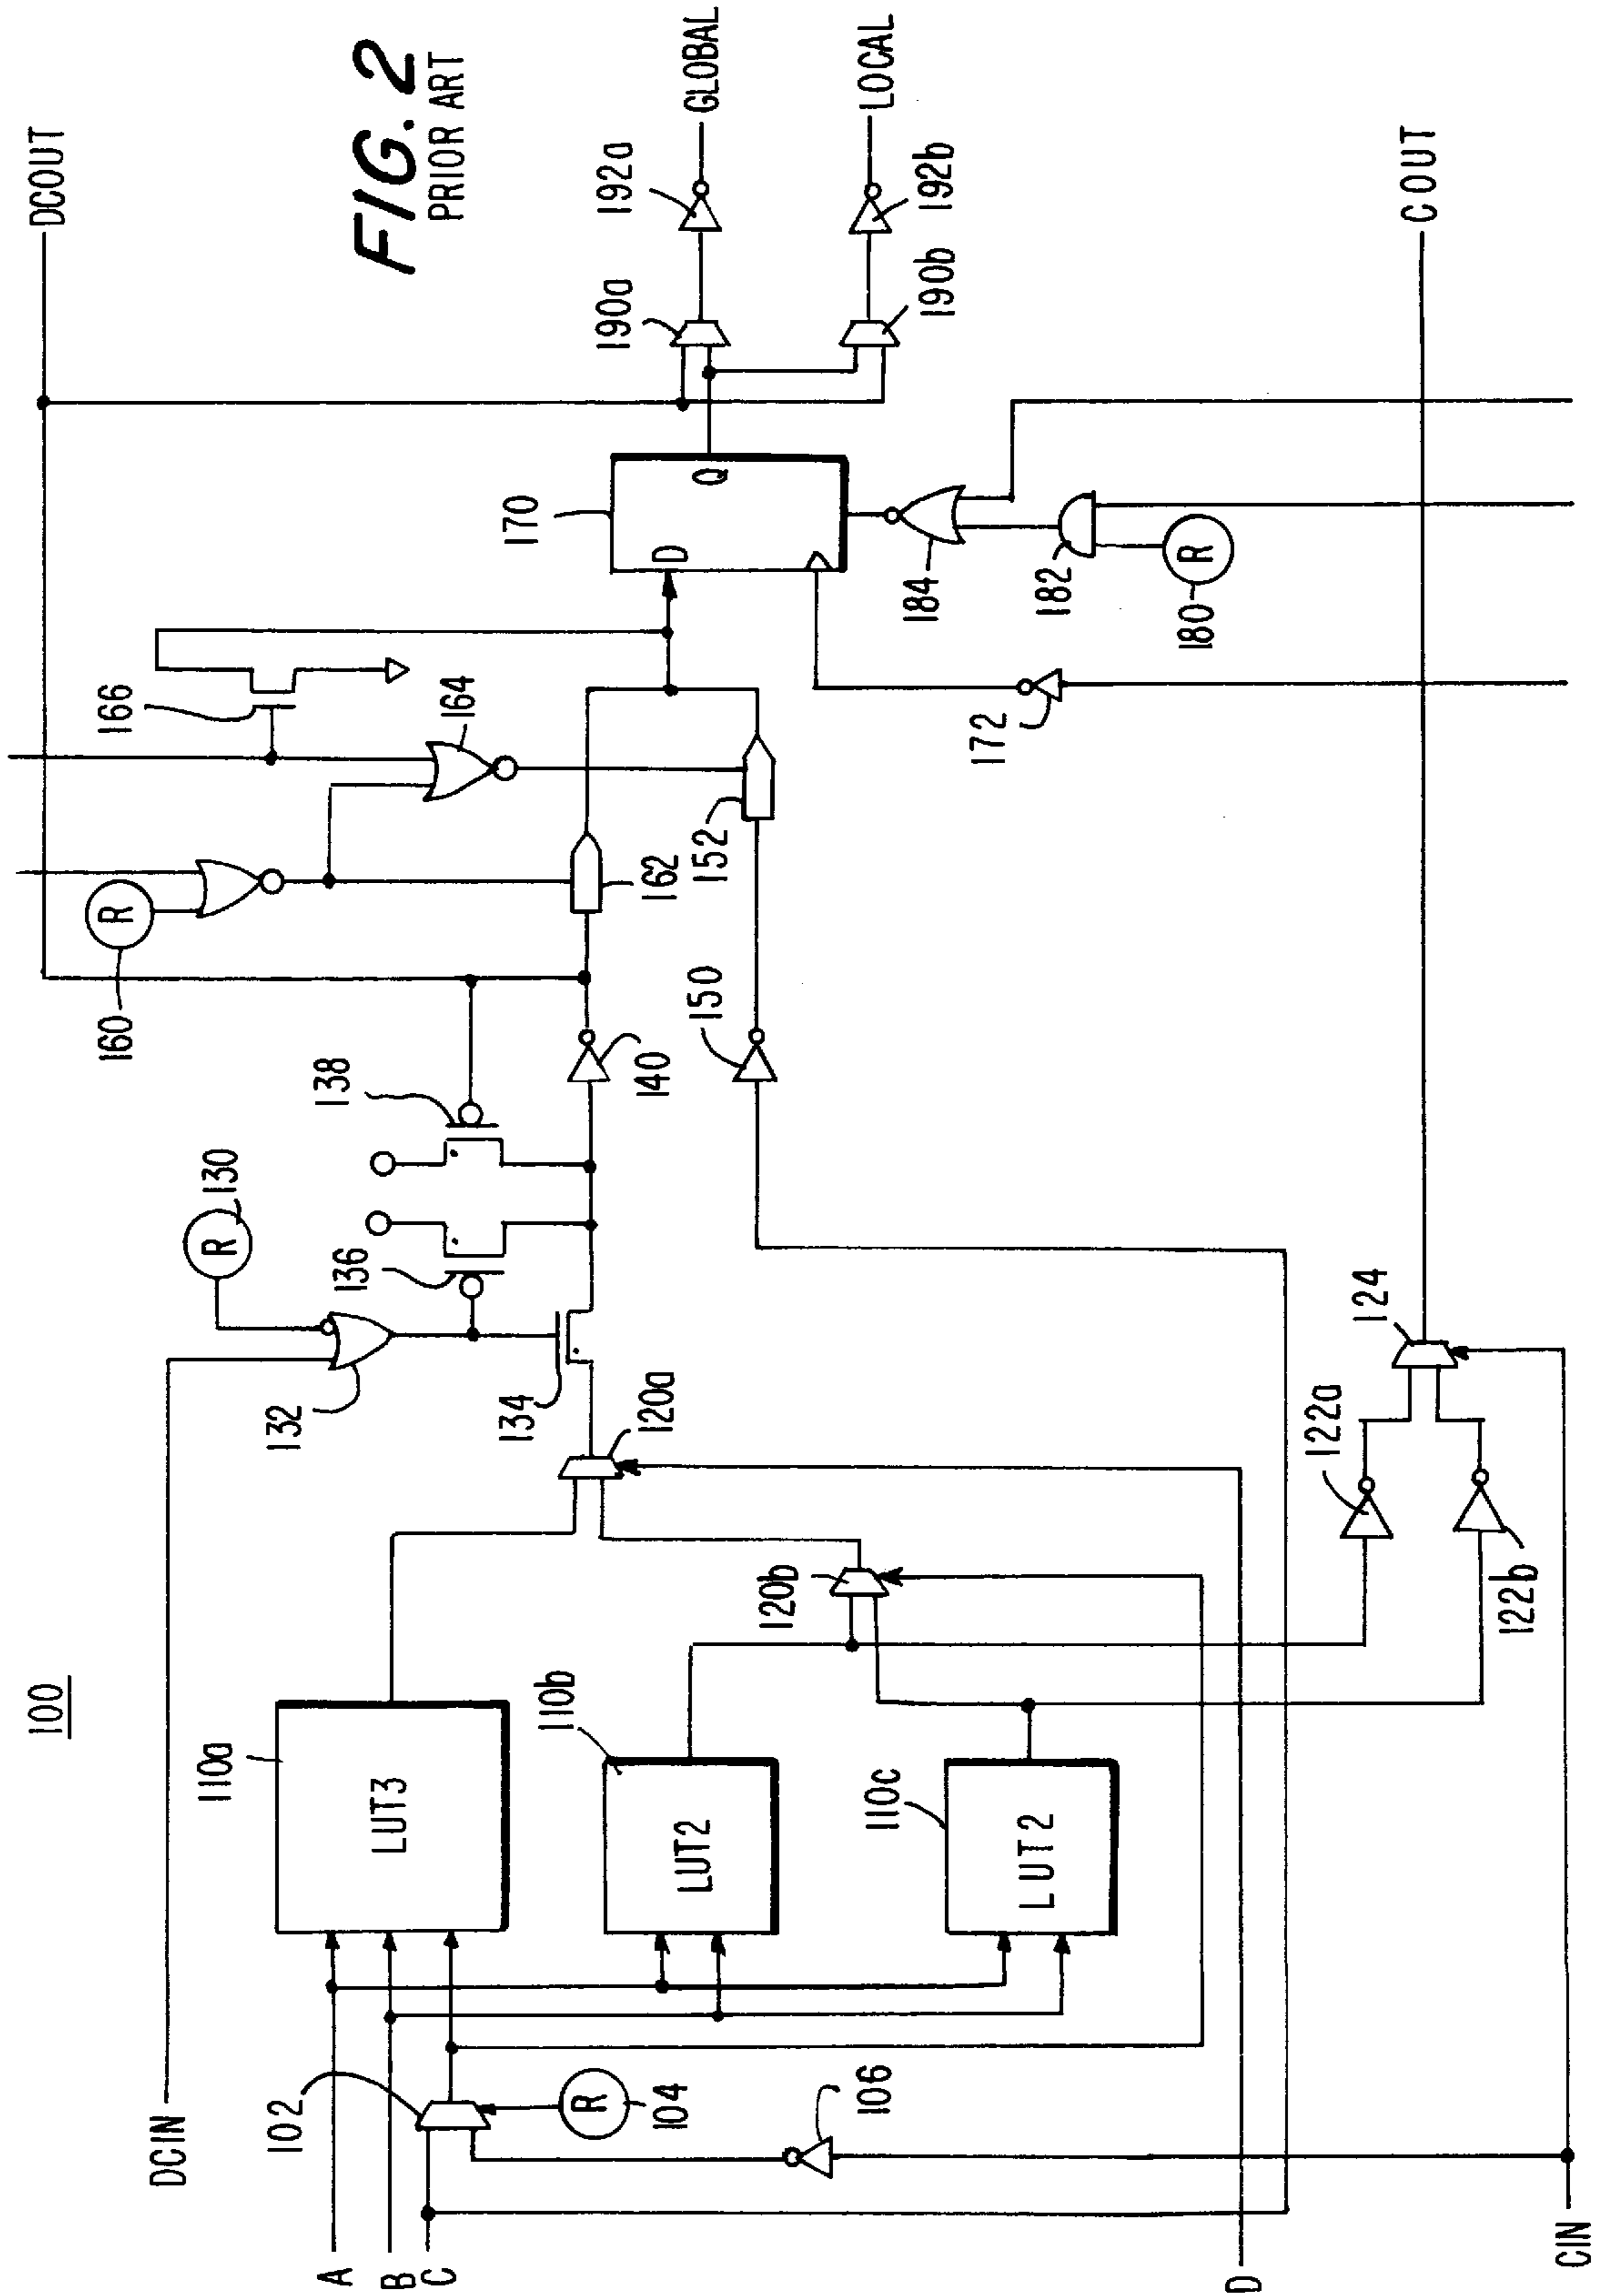 FIG. 2
PRIOR ART
100
DCIN
A
B
C
D
CIN
102
R
104
106
110a
LUT3
110b
LUT2
110c
LUT2
120a
120b
122a
122b
124
R
130
132
134
136
138
140
150
152
R
160
162
164
166
170
D
Q
172
R
180
182
184
190a
190b
192a
192b
DCOUT
GLOBAL
LOCAL
COUT